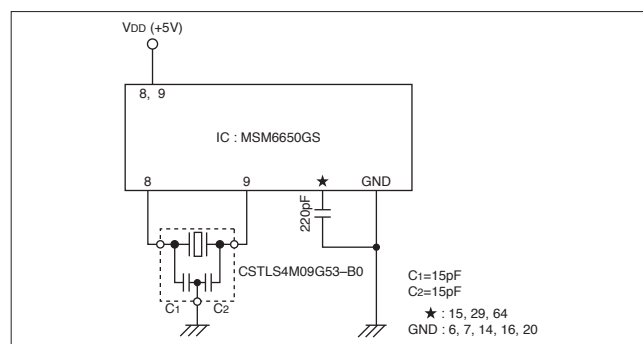 VDD (+5V)
8, 9
IC : MSM6650GS
8 9 ★ GND
220pF
CSTLS4M09G53–B0
C1 C2
C1=15pF
C2=15pF
★ : 15, 29, 64
GND : 6, 7, 14, 16, 20